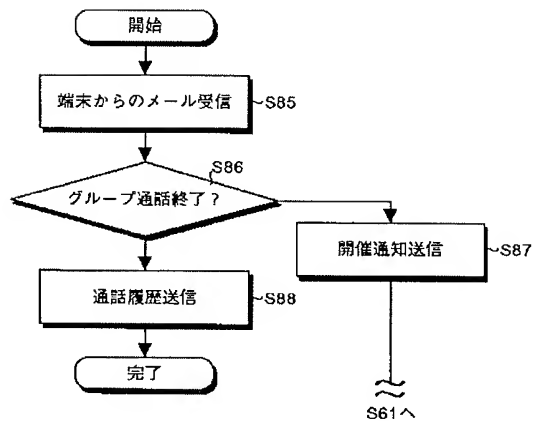 開始
端末からのメール受信
S85
S86
グループ通話終了?
開催通知送信
S87
通話履歴送信
S88
完了
S61へ